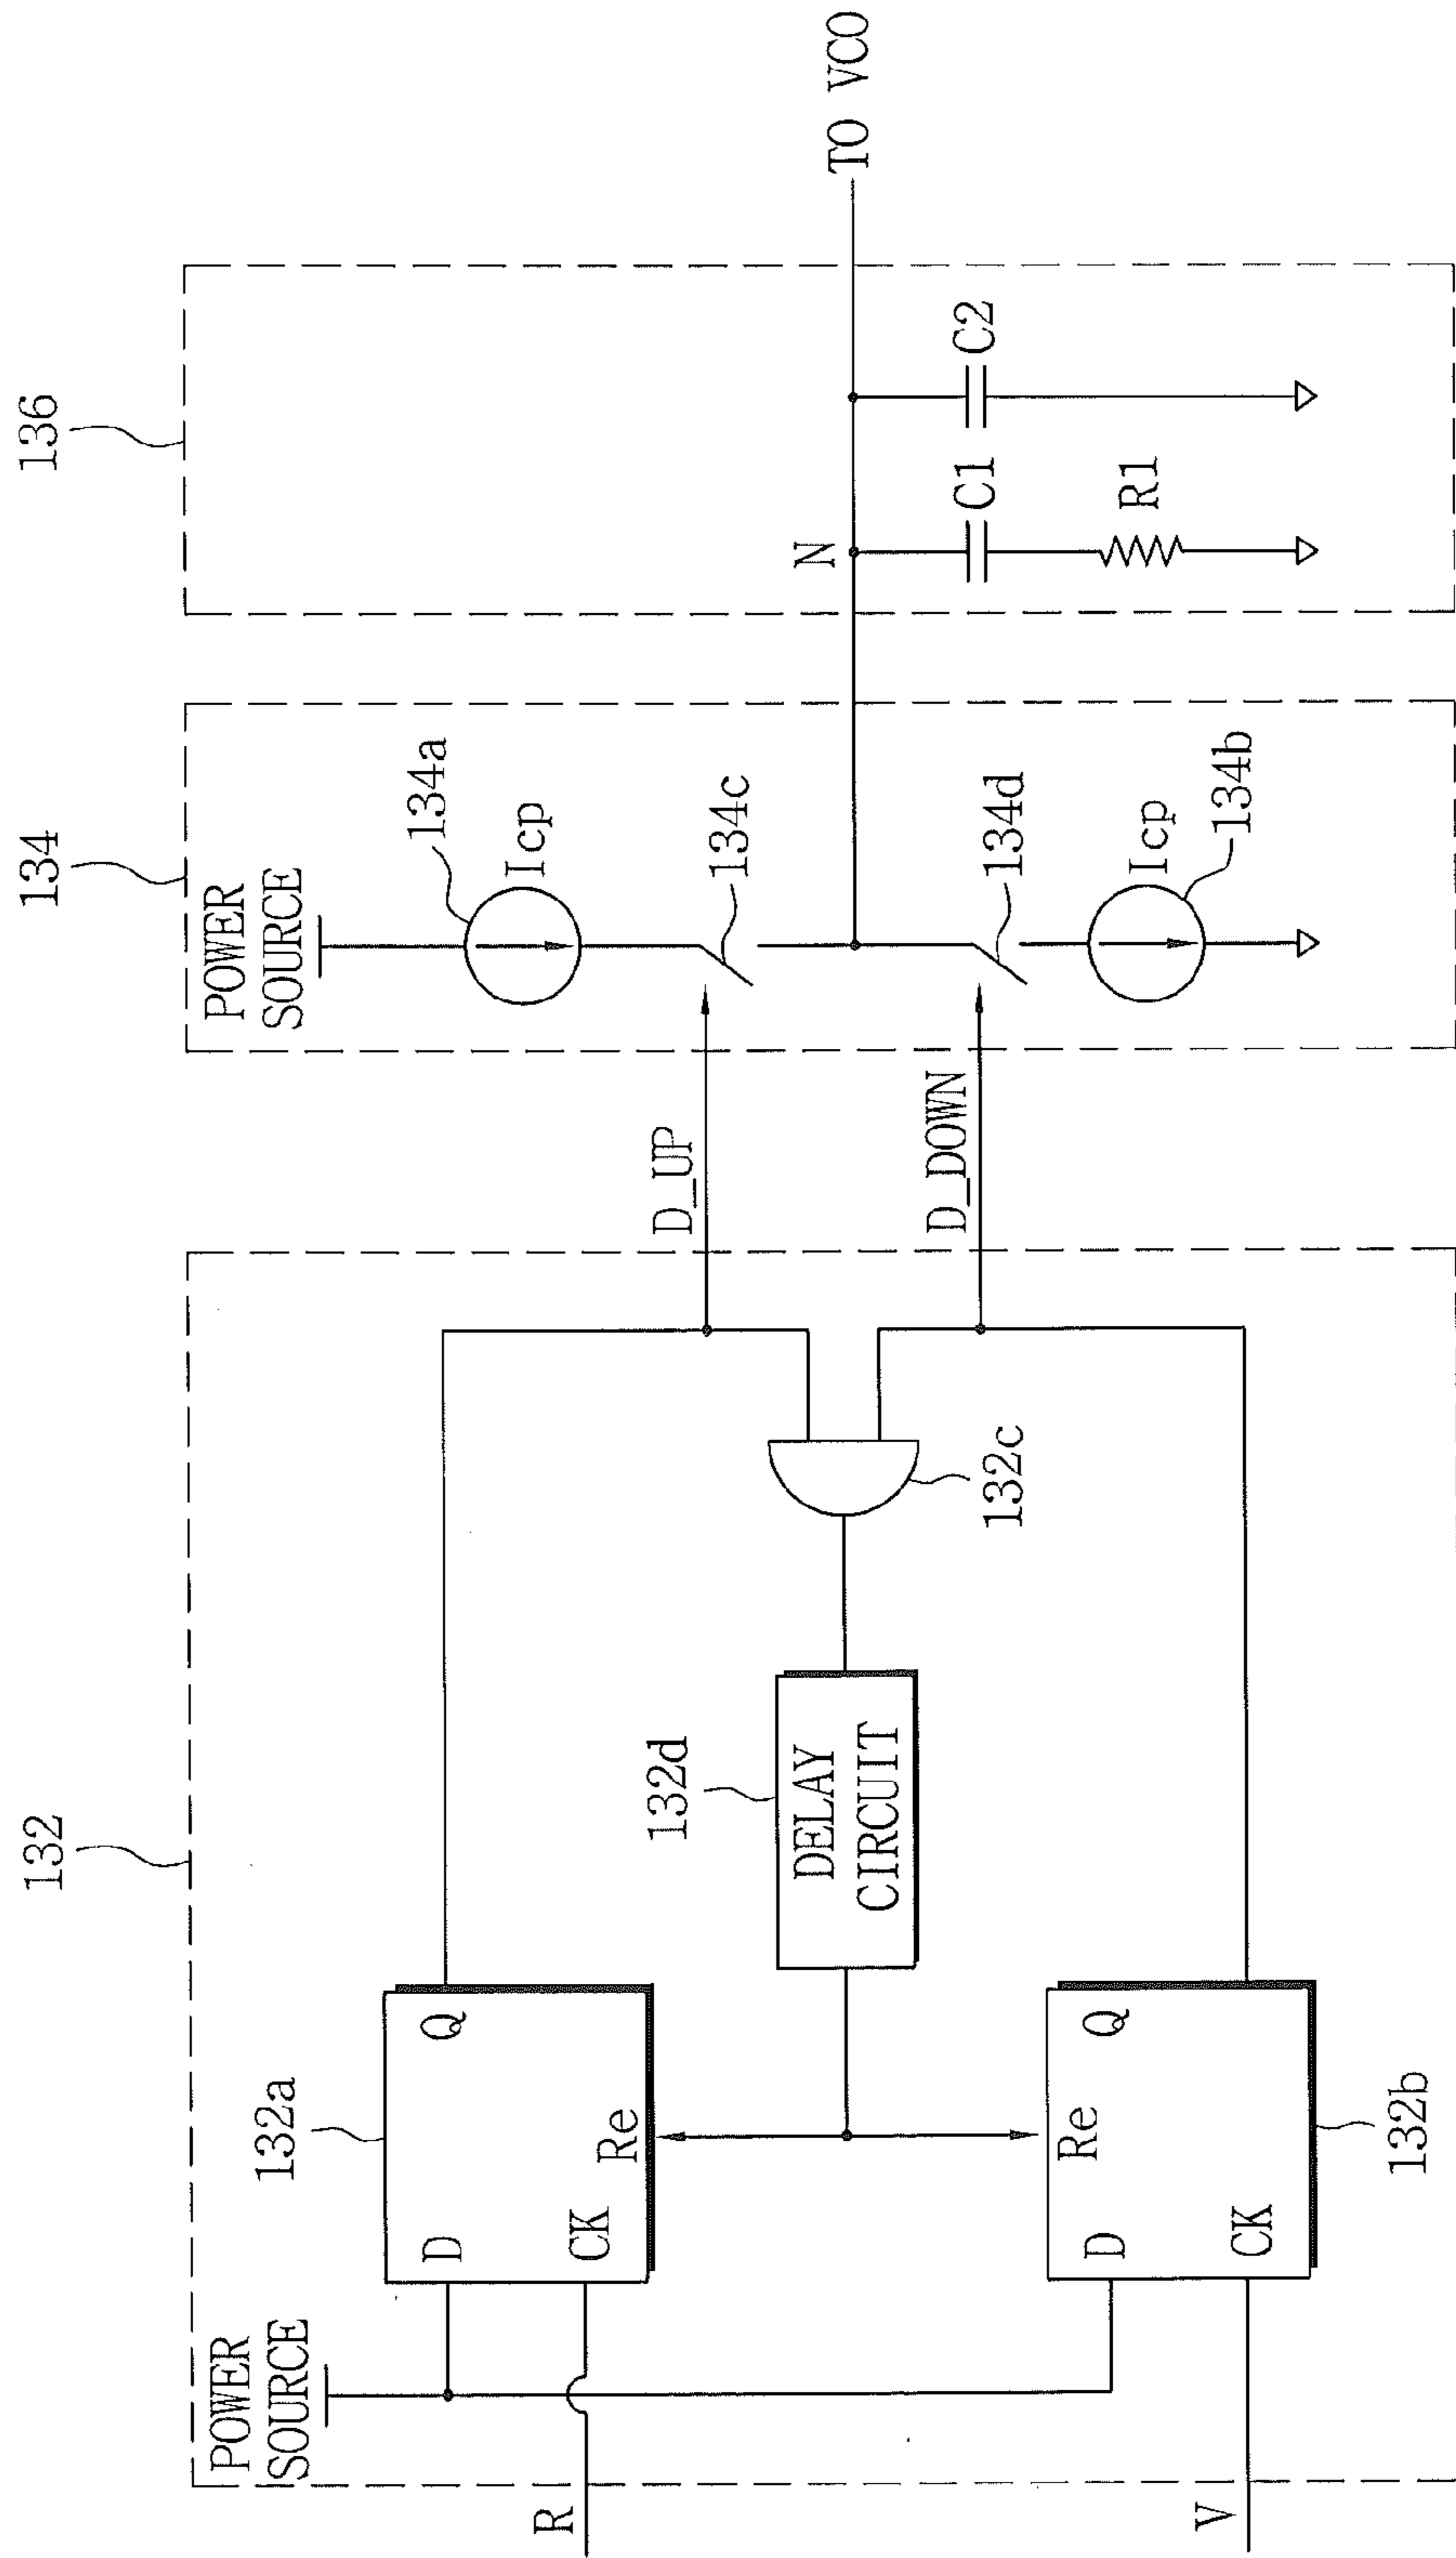 132
134
136
POWER
SOURCE
132a
D
Q
CK
Re
R
132d
DELAY
CIRCUIT
132c
Re
D
Q
CK
132b
V
D_UP
D_DOWN
POWER
SOURCE
134a
Icp
134c
134d
Icp
134b
N
C1
C2
R1
TO VCO